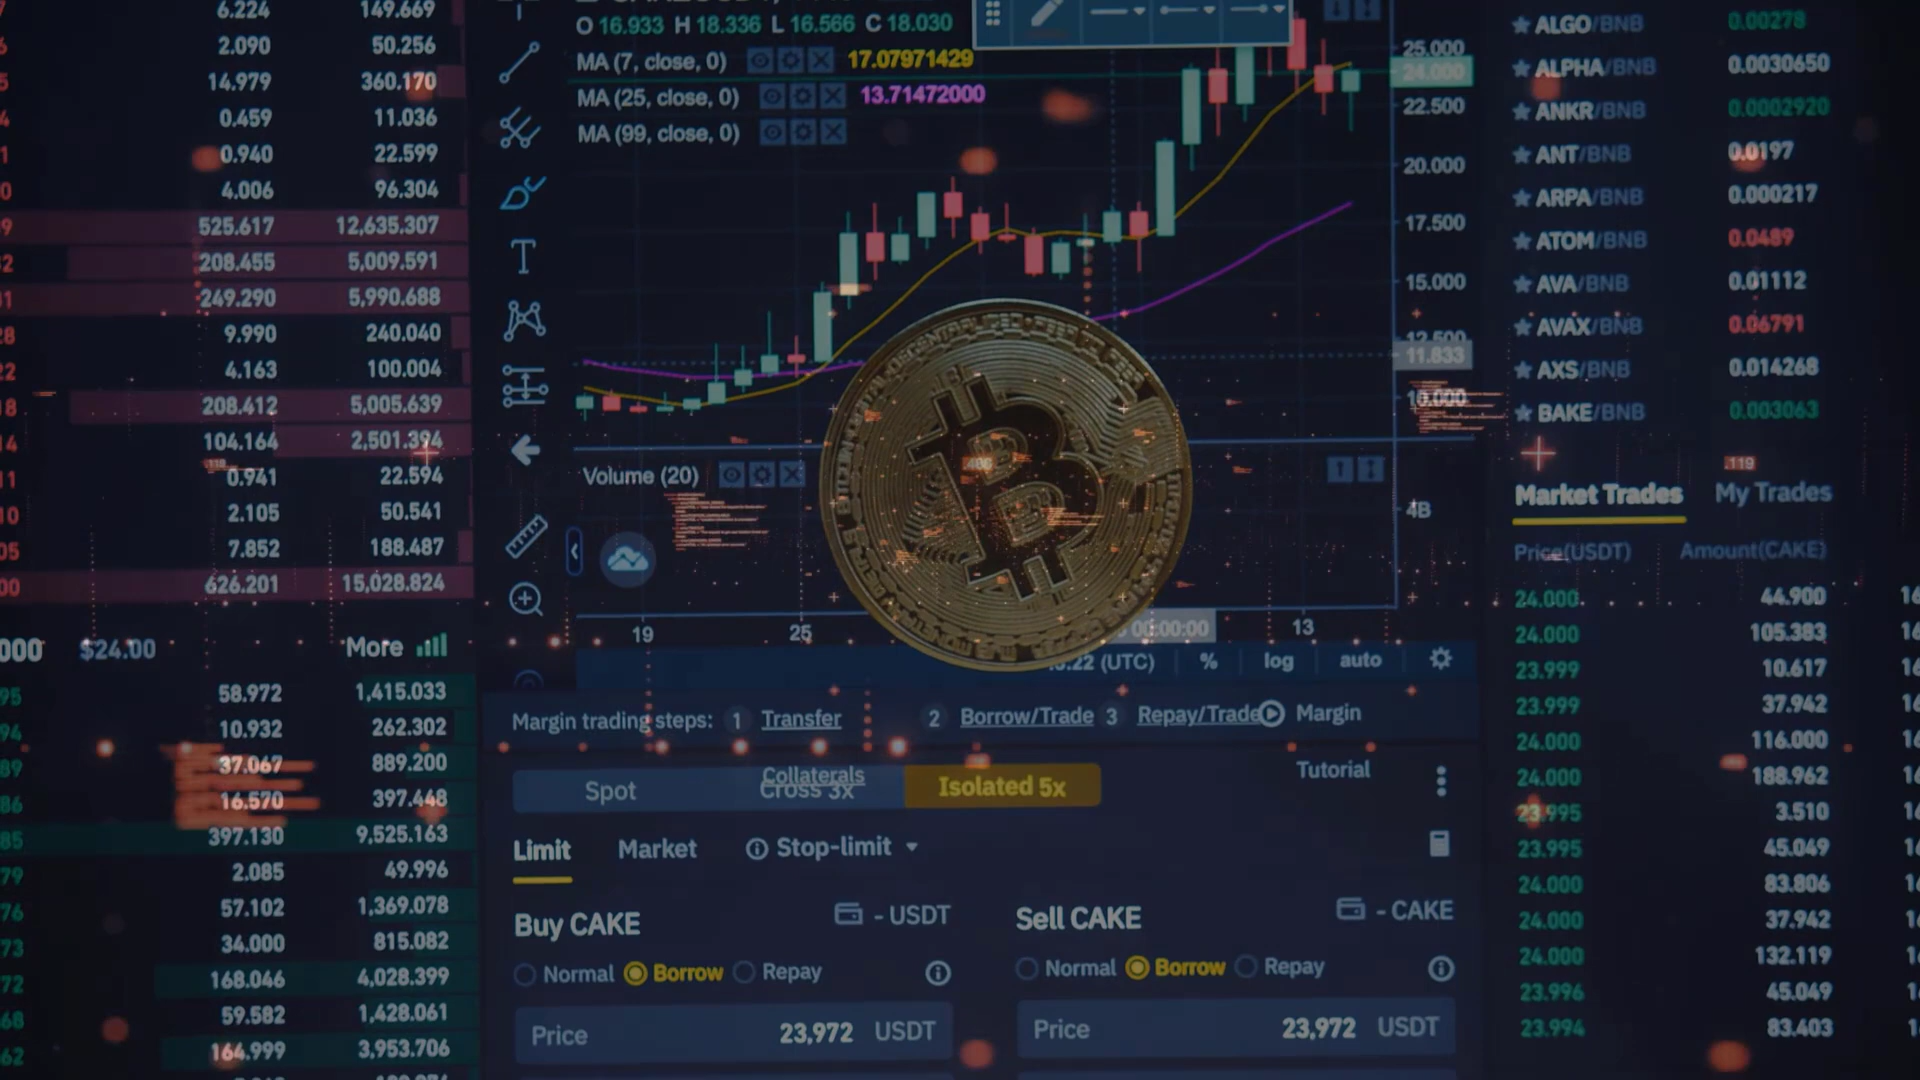 6.224 149.669
2.090 50.256
14.979 360.170
0.459 11.036
0.940 22.599
4.006 96.304
525.617 12,635.307
208.455 5,009.591
249.290 5,990.688
9.990 240.040
4.163 100.004
208.412 5,005.639
104.164 2,501.394
0.941 22.594
2.105 50.541
7.852 188.487
626.201 15,028.824
000 $24.00 More
58.972 1,415.033
10.932 262.302
37.067 889.200
16.570 397.448
397.130 9,525.163
2.085 49.996
57.102 1,369.078
34.000 815.082
168.046 4,028.399
59.582 1,428.061
164.999 3,953.706
O 16.933 H 18.336 L 16.566 C 18.030
MA (7, close, 0) 17.07971429
MA (25, close, 0) 13.71472000
MA (99, close, 0)
25.000
24.000
22.500
20.000
17.500
15.000
12.500
11.833
10.000
Volume (20)
4B
19 25 00:00:00 13
(UTC) % log auto
Margin trading steps: 1 Transfer 2 Borrow/Trade 3 Repay/Trade Margin
Tutorial
Collaterals
Spot Cross 3x Isolated 5x
Limit Market Stop-limit
Buy CAKE - USDT
Normal Borrow Repay
Price 23,972 USDT
Sell CAKE - CAKE
Normal Borrow Repay
Price 23,972 USDT
ALGO/BNB 0.00278
ALPHA/BNB 0.0030650
ANKR/BNB 0.0002920
ANT/BNB 0.0197
ARPA/BNB 0.000217
ATOM/BNB 0.0489
AVA/BNB 0.01112
AVAX/BNB 0.06791
AXS/BNB 0.014268
BAKE/BNB 0.003063
.119
Market Trades My Trades
Price(USDT) Amount(CAKE)
24.000 44.900
24.000 105.383
23.999 10.617
23.999 37.942
24.000 116.000
24.000 188.962
23.995 3.510
23.995 45.049
24.000 83.806
24.000 37.942
24.000 132.119
23.996 45.049
23.994 83.403